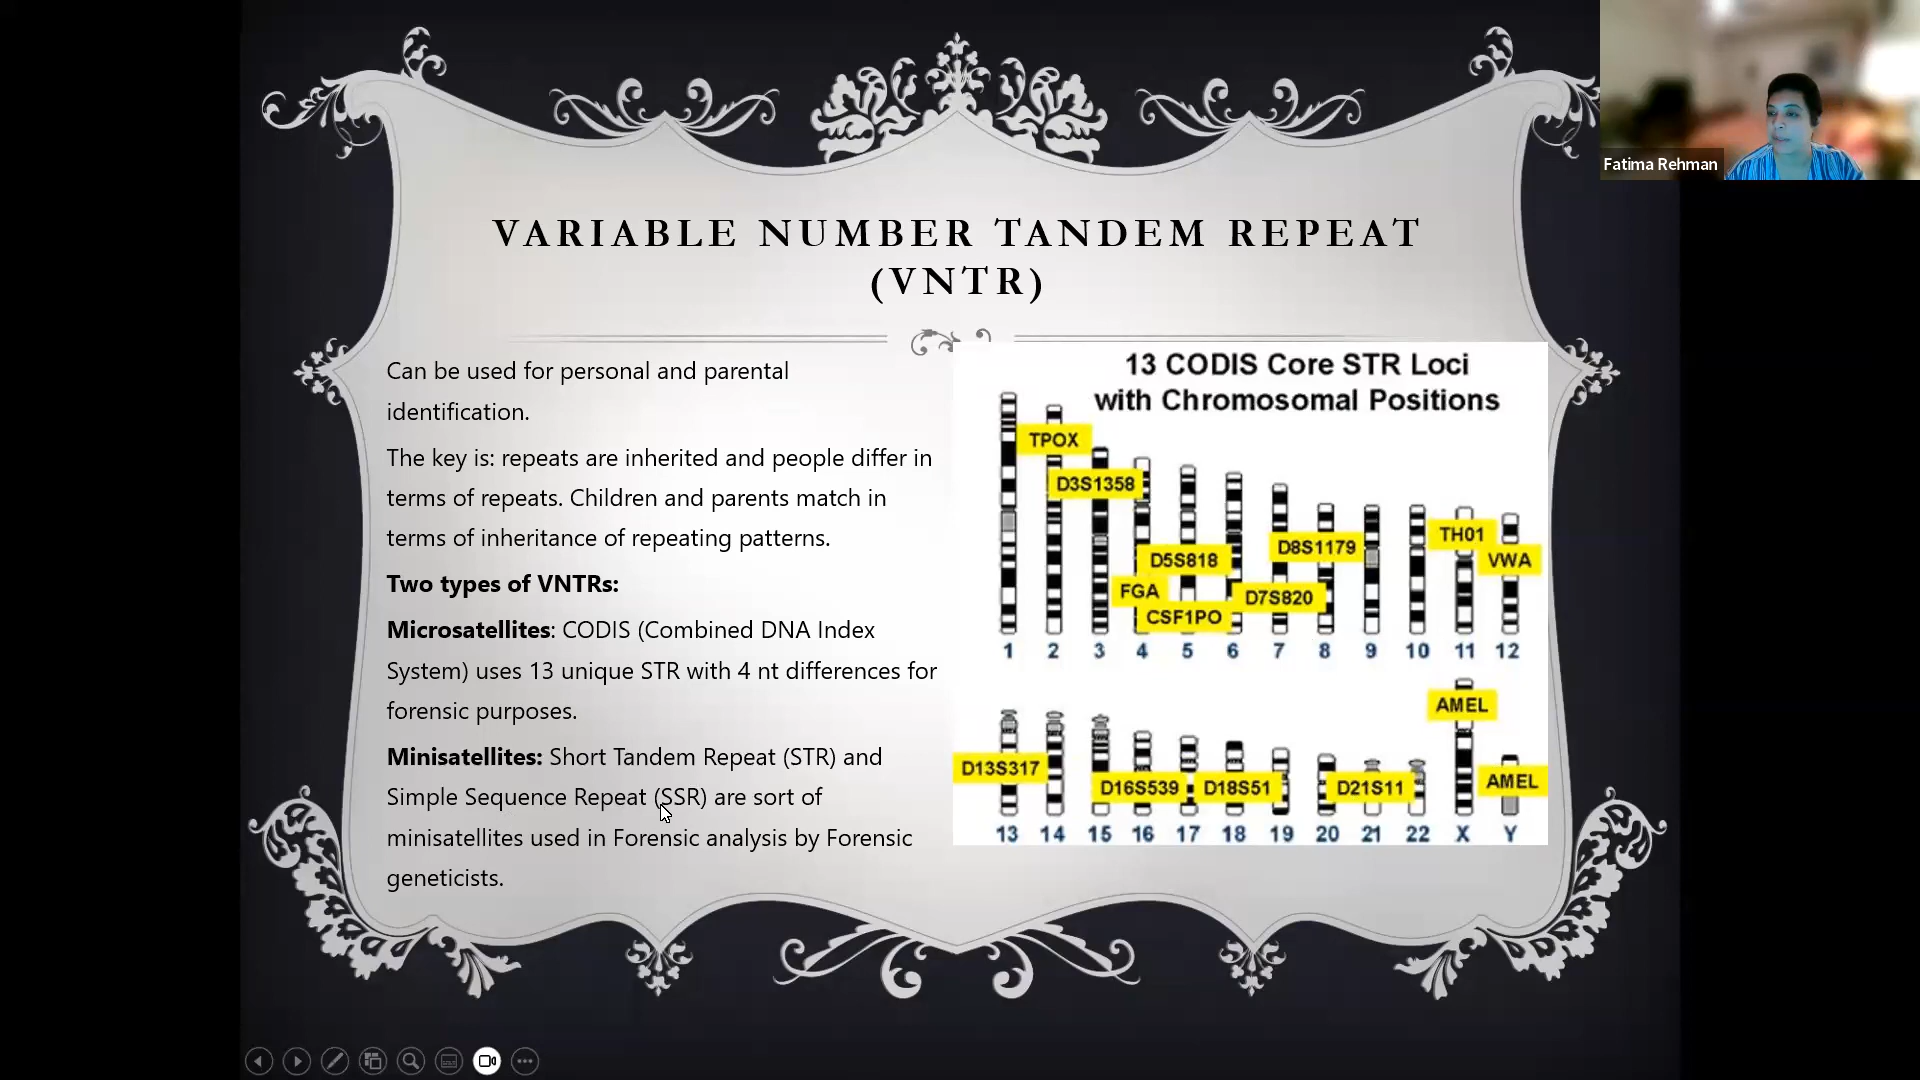 Fatima Rehman
VARIABLE NUMBER TANDEM REPEAT
(VNTR)
Can be used for personal and parental
identification.
The key is: repeats are inherited and people differ in
terms of repeats. Children and parents match in
terms of inheritance of repeating patterns.
Two types of VNTRs:
Microsatellites: CODIS (Combined DNA Index
System) uses 13 unique STR with 4 nt differences for
forensic purposes.
Minisatellites: Short Tandem Repeat (STR) and
Simple Sequence Repeat (SSR) are sort of
minisatellites used in Forensic analysis by Forensic
geneticists.
13 CODIS Core STR Loci
with Chromosomal Positions
TPOX
D3S1358
TH01
D8S1179
D5S818
VWA
FGA
D7S820
CSF1PO
1 2 3 4 5 6 7 8 9 10 11 12
AMEL
D13S317
AMEL
D16S539
D18S51
D21S11
13 14 15 16 17 18 19 20 21 22 X Y